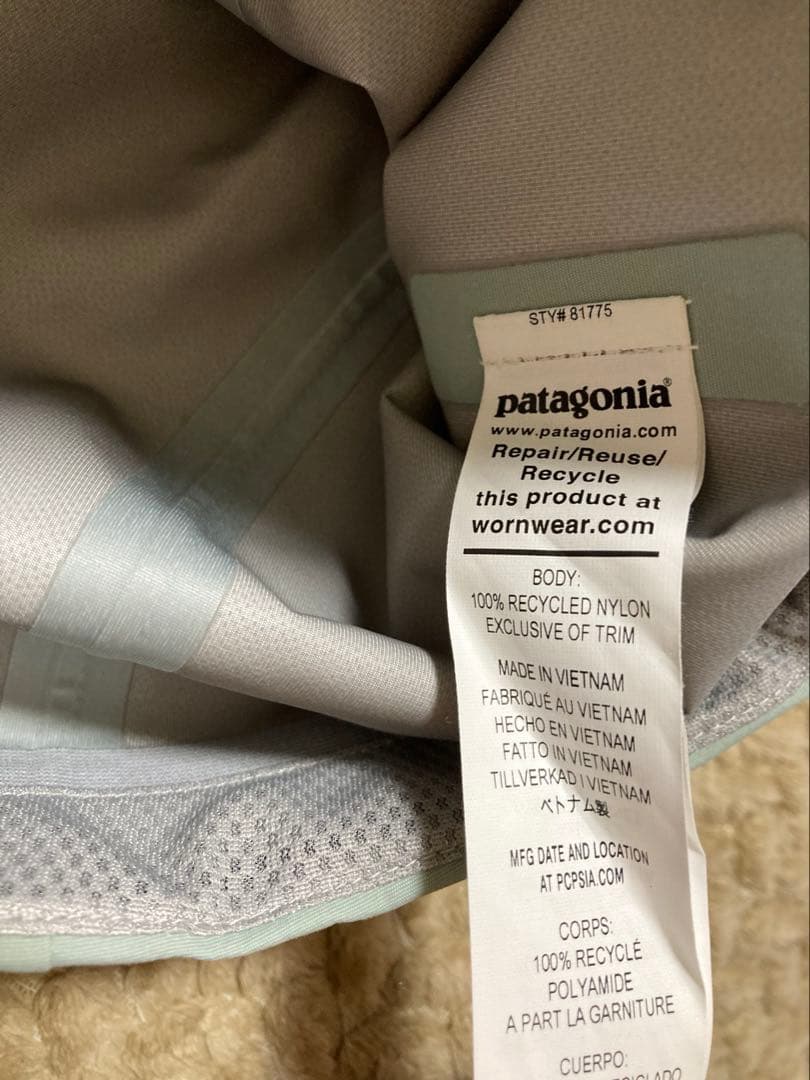 STY# 81775
patagonia®
www.patagonia.com
Repair/Reuse/
Recycle
this product at
wornwear.com
BODY:
100% RECYCLED NYLON
EXCLUSIVE OF TRIM
MADE IN VIETNAM
FABRIQUÉ AU VIETNAM
HECHO EN VIETNAM
FATTO IN VIETNAM
TILLVERKAD I VIETNAM
ベトナム製
MFG DATE AND LOCATION
AT PCPSIA.COM
CORPS:
100% RECYCLÉ
POLYAMIDE
A PART LA GARNITURE
CUERPO: